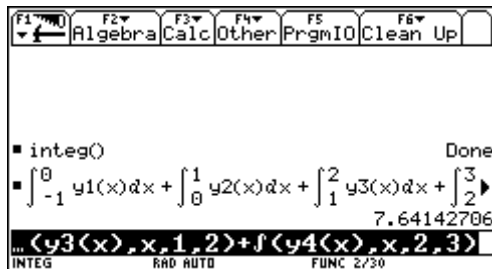 F1 F2 Algebra F3 Calc F4 Other F5 PrgmIO F6 Clean Up
▪ integ() Done
▪ ∫₋₁⁰ y1(x)dx + ∫₀¹ y2(x)dx + ∫₁² y3(x)dx + ∫₂³ ▶
7.64142706
…(y3(x),x,1,2)+∫(y4(x),x,2,3)
INTEG RAD AUTO FUNC 2/30